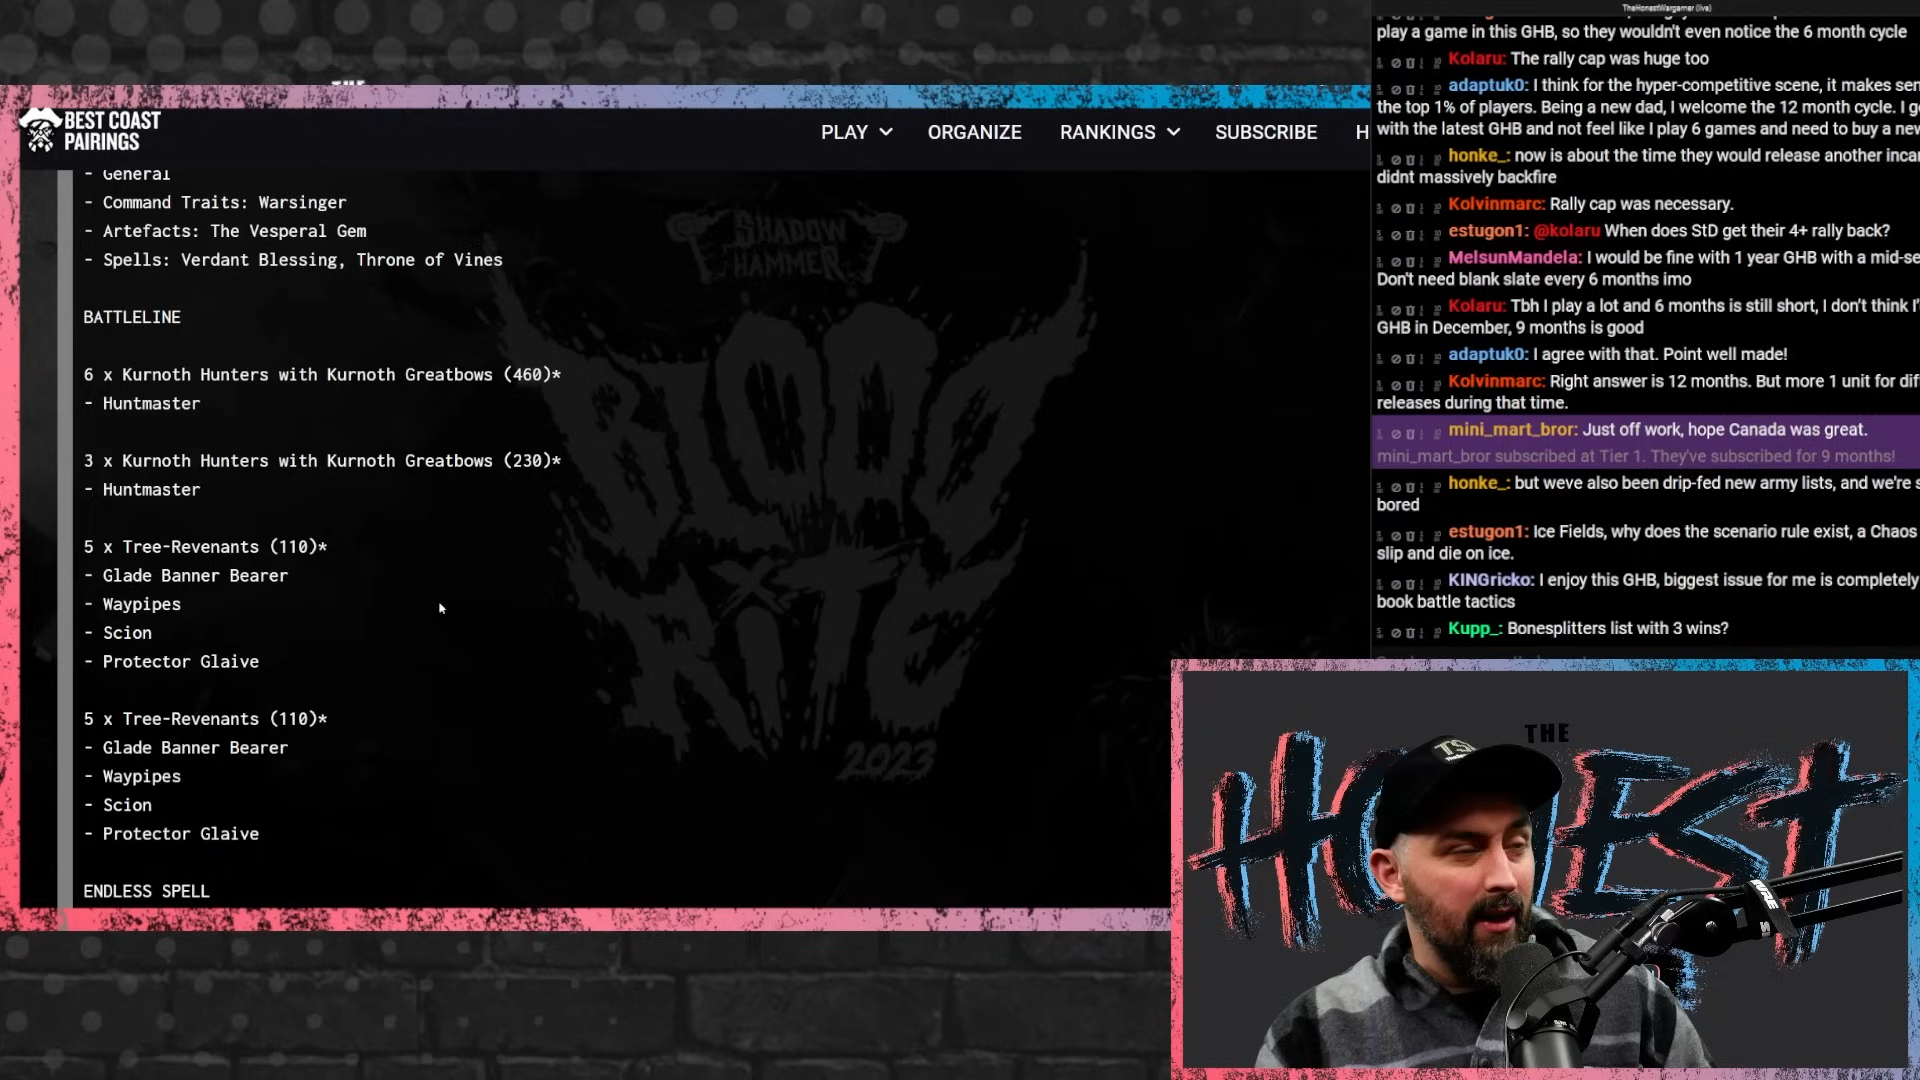 TheHonestWargamer (live)
THE
BEST COAST
PAIRINGS
PLAY
ORGANIZE
RANKINGS
SUBSCRIBE
H
- General
- Command Traits: Warsinger
- Artefacts: The Vesperal Gem
- Spells: Verdant Blessing, Throne of Vines
BATTLELINE
6 x Kurnoth Hunters with Kurnoth Greatbows (460)*
- Huntmaster
3 x Kurnoth Hunters with Kurnoth Greatbows (230)*
- Huntmaster
5 x Tree-Revenants (110)*
- Glade Banner Bearer
- Waypipes
- Scion
- Protector Glaive
5 x Tree-Revenants (110)*
- Glade Banner Bearer
- Waypipes
- Scion
- Protector Glaive
ENDLESS SPELL
SHADOW
HAMMER
BLOOD
RITE
2023
play a game in this GHB, so they wouldn't even notice the 6 month cycle
Kolaru: The rally cap was huge too
adaptuk0: I think for the hyper-competitive scene, it makes
the top 1% of players. Being a new dad, I welcome the 12 month cycle. I
with the latest GHB and not feel like I play 6 games and need to buy a
honke_: now is about the time they would release another
didnt massively backfire
Kolvinmarc: Rally cap was necessary.
estugon1: @kolaru When does StD get their 4+ rally back?
MelsunMandela: I would be fine with 1 year GHB with a
Don't need blank slate every 6 months imo
Kolaru: Tbh I play a lot and 6 months is still short, I don't think
GHB in December, 9 months is good
adaptuk0: I agree with that. Point well made!
Kolvinmarc: Right answer is 12 months. But more 1 unit for
releases during that time.
mini_mart_bror: Just off work, hope Canada was great.
mini_mart_bror subscribed at Tier 1. They've subscribed for 9 months!
honke_: but weve also been drip-fed new army lists, and we're
bored
estugon1: Ice Fields, why does the scenario rule exist, a Chaos
slip and die on ice.
KINGricko: I enjoy this GHB, biggest issue for me is completely
book battle tactics
Kupp_: Bonesplitters list with 3 wins?
THE
HONEST